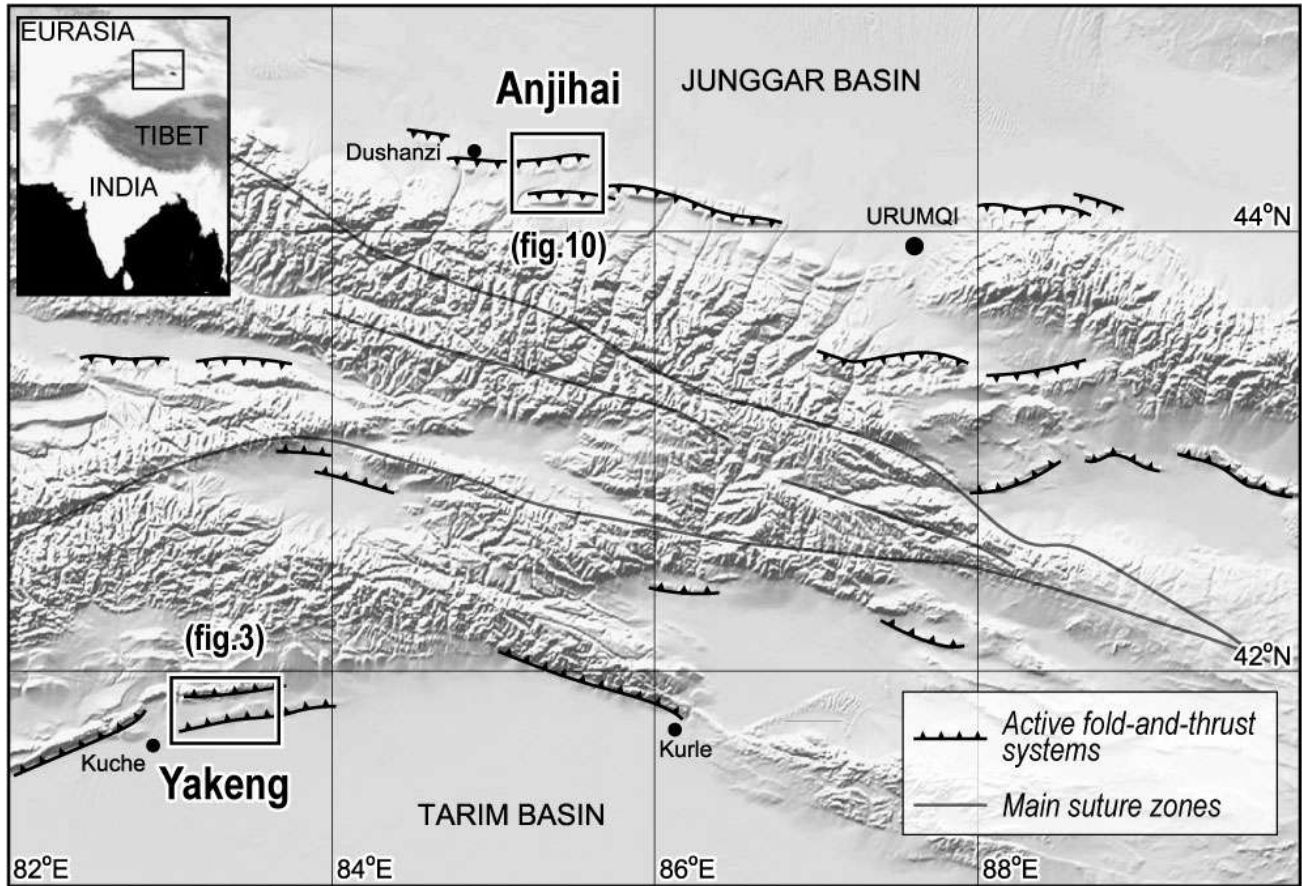 EURASIA
TIBET
INDIA
Anjihai
JUNGGAR BASIN
Dushanzi
(fig.10)
URUMQI
44°N
(fig.3)
42°N
Kuche
Yakeng
Kurle
TARIM BASIN
Active fold-and-thrust
systems
Main suture zones
82°E
84°E
86°E
88°E